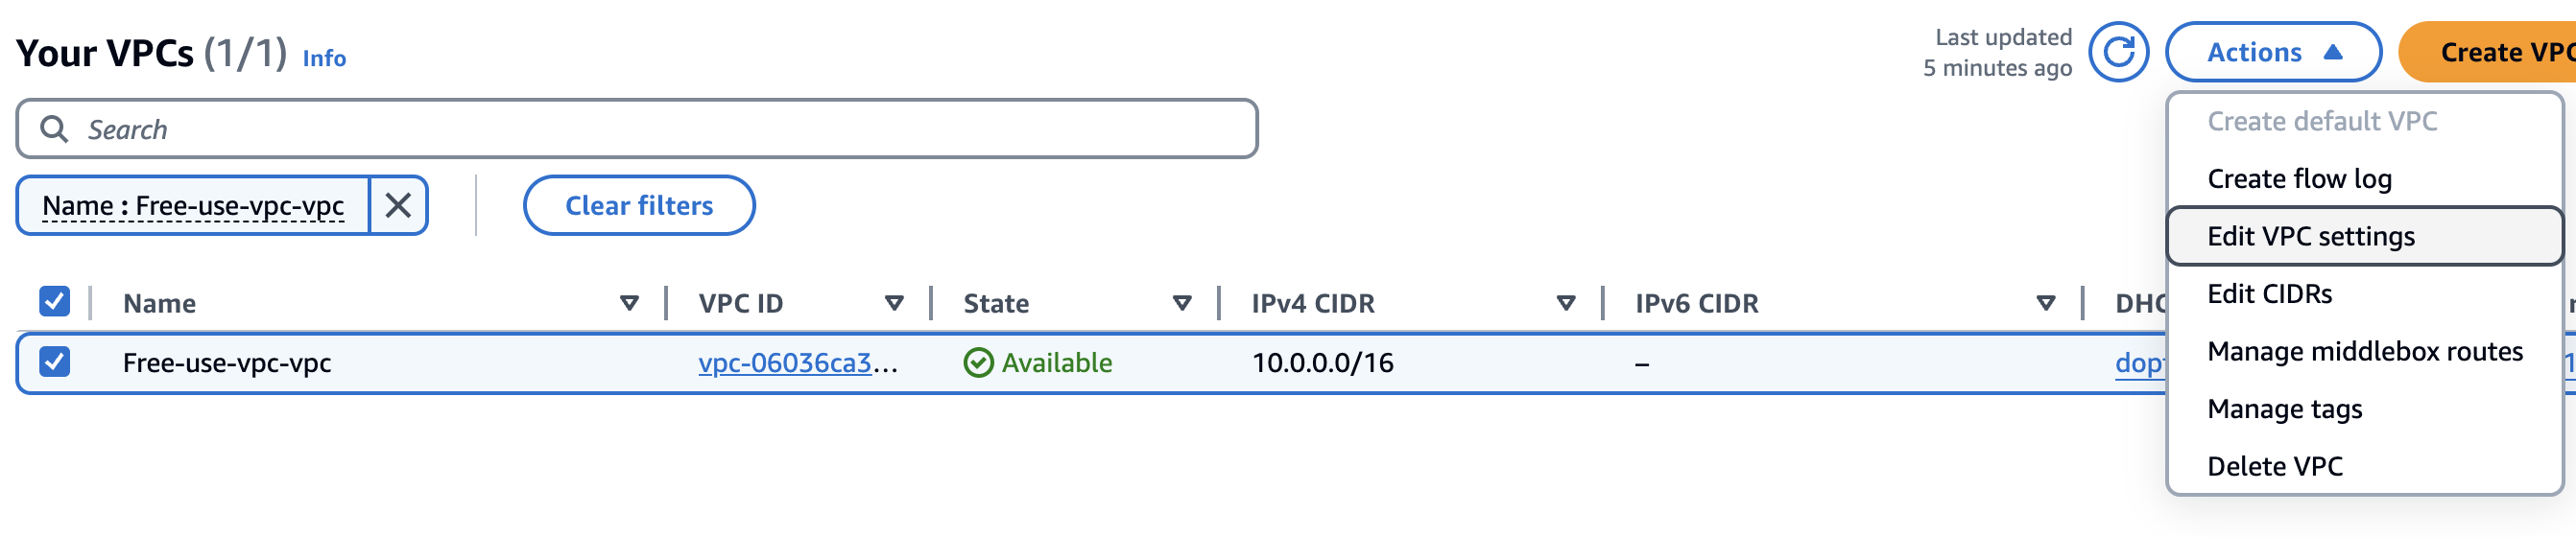 Your VPCs (1/1) Info
Last updated
5 minutes ago
Actions
Create VPC
Search
Name : Free-use-vpc-vpc
Clear filters
Create default VPC
Create flow log
Edit VPC settings
Edit CIDRs
Manage middlebox routes
Manage tags
Delete VPC
Name VPC ID State IPv4 CIDR IPv6 CIDR DHC
Free-use-vpc-vpc vpc-06036ca3... Available 10.0.0.0/16 – dop